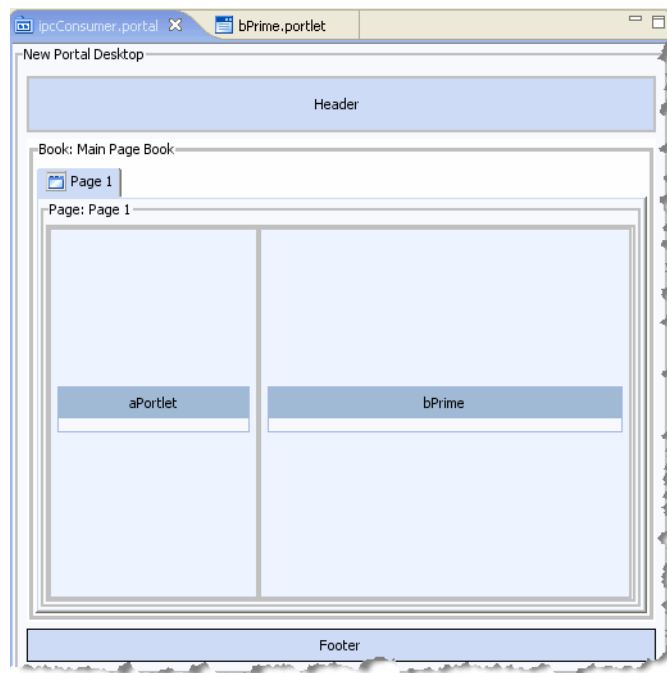 ipcConsumer.portal
bPrime.portlet
New Portal Desktop
Header
Book: Main Page Book
Page 1
Page: Page 1
aPortlet
bPrime
Footer